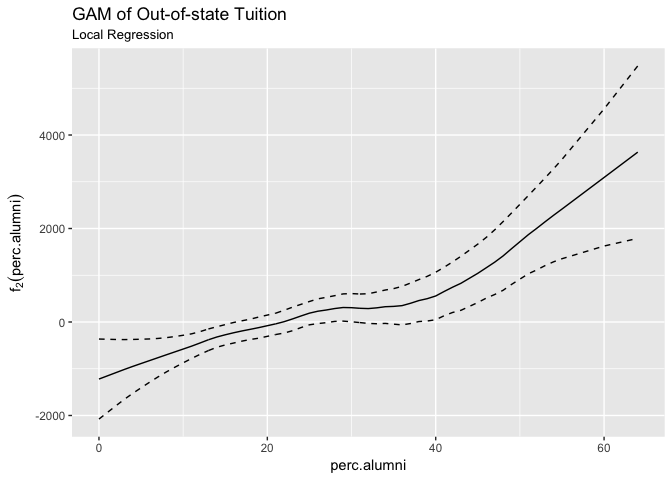 GAM of Out-of-state Tuition
Local Regression
f₂(perc.alumni)
4000
2000
0
-2000
0 20 40 60
perc.alumni